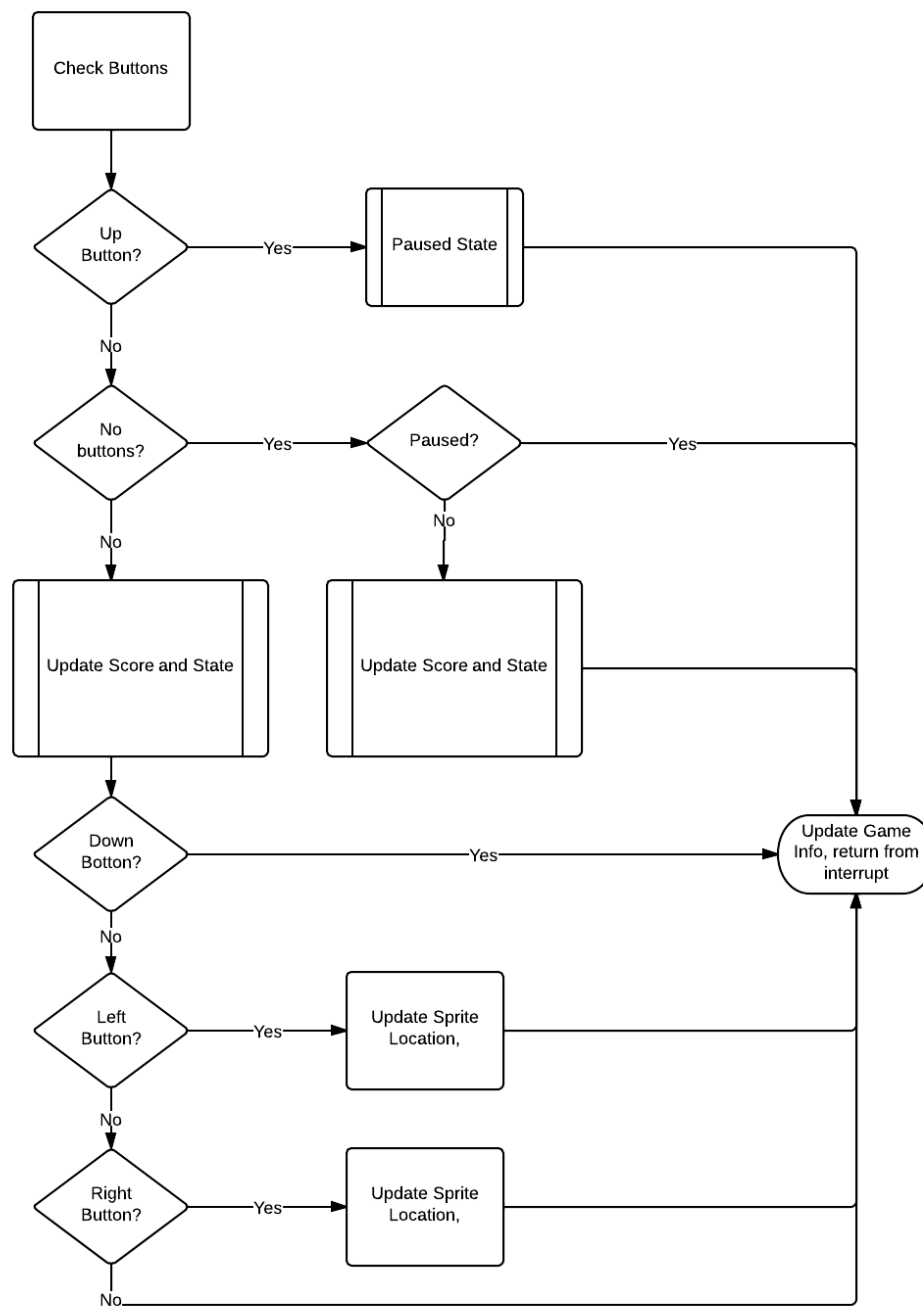 Check Buttons
Up
Button?
Yes
Paused State
No
No
buttons?
Yes
Paused?
Yes
No
No
Update Score and State
Update Score and State
Down
Botton?
Yes
Update Game
Info, return from
interrupt
No
Left
Button?
Yes
Update Sprite
Location,
No
Right
Button?
Yes
Update Sprite
Location,
No